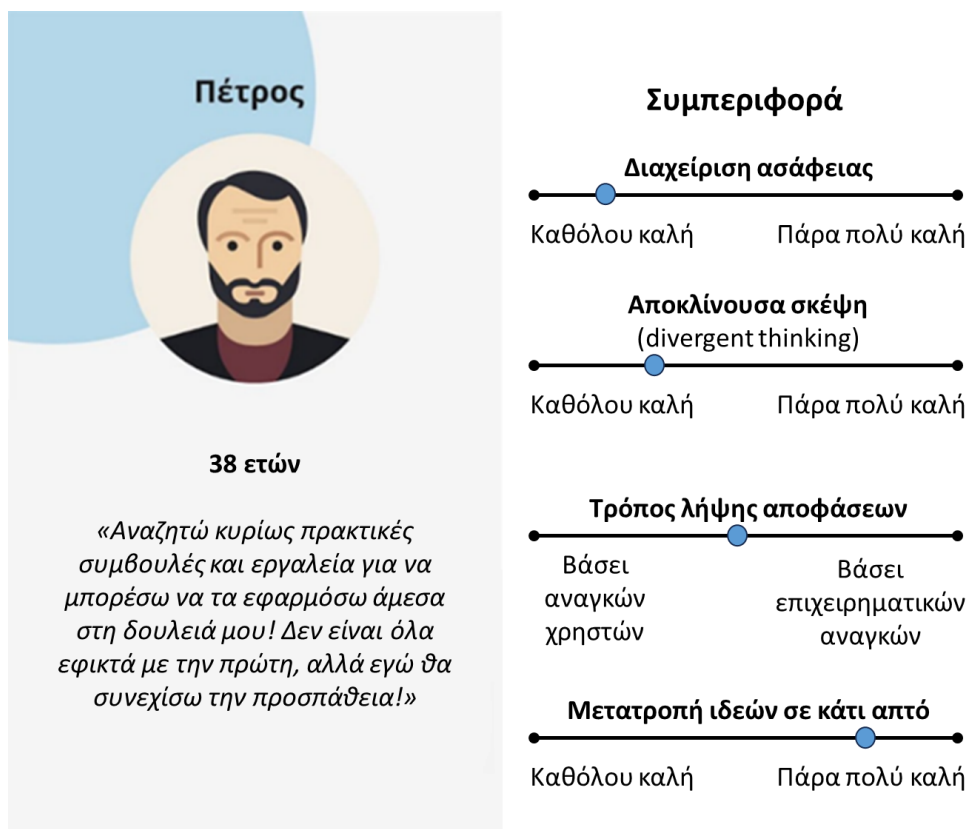 Πέτρος
38 ετών
«Αναζητώ κυρίως πρακτικές
συμβουλές και εργαλεία για να
μπορέσω να τα εφαρμόσω άμεσα
στη δουλειά μου! Δεν είναι όλα
εφικτά με την πρώτη, αλλά εγώ θα
συνεχίσω την προσπάθεια!»
Συμπεριφορά
Διαχείριση ασάφειας
Καθόλου καλή Πάρα πολύ καλή
Αποκλίνουσα σκέψη
(divergent thinking)
Καθόλου καλή Πάρα πολύ καλή
Τρόπος λήψης αποφάσεων
Βάσει
αναγκών
χρηστών
Βάσει
επιχειρηματικών
αναγκών
Μετατροπή ιδεών σε κάτι απτό
Καθόλου καλή Πάρα πολύ καλή